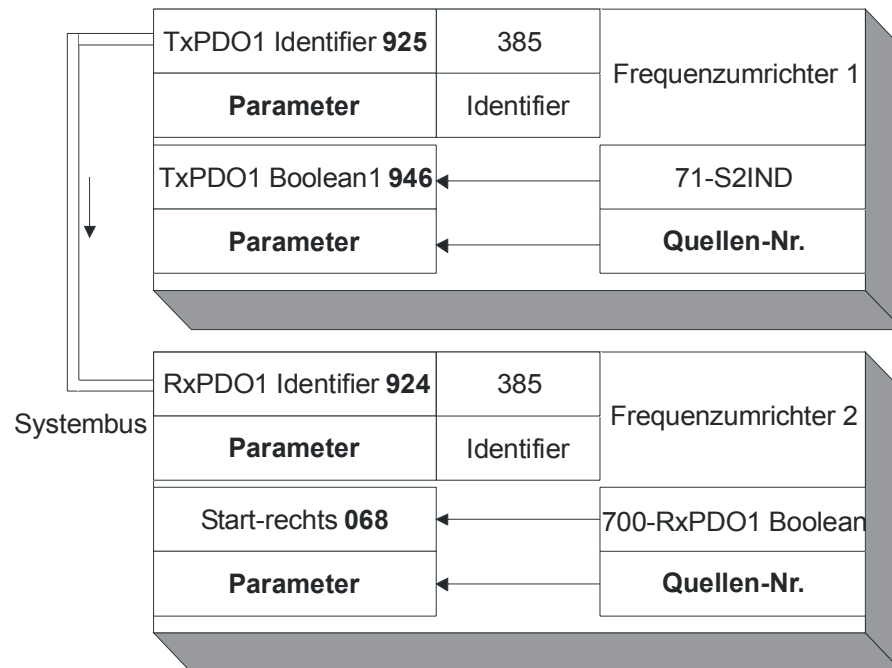 TxPDO1 Identifier 925
385
Frequenzumrichter 1
Parameter
Identifier
TxPDO1 Boolean1 946
71-S2IND
Parameter
Quellen-Nr.
Systembus
RxPDO1 Identifier 924
385
Frequenzumrichter 2
Parameter
Identifier
Start-rechts 068
700-RxPDO1 Boolean
Parameter
Quellen-Nr.